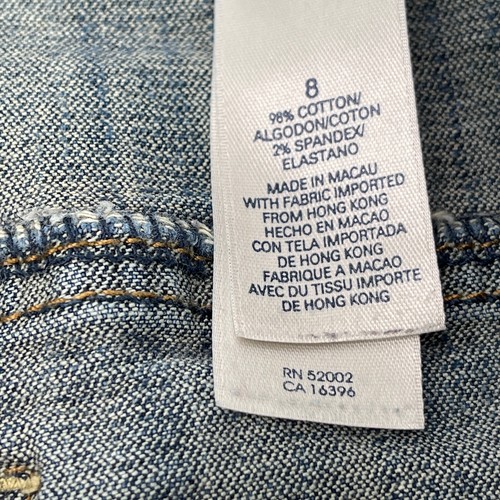 8
98% COTTON/
ALGODON/COTON
2% SPANDEX/
ELASTANO
MADE IN MACAU
WITH FABRIC IMPORTED
FROM HONG KONG
HECHO EN MACAO
CON TELA IMPORTADA
DE HONG KONG
FABRIQUE A MACAO
AVEC DU TISSU IMPORTE
DE HONG KONG
RN 52002
CA 16396